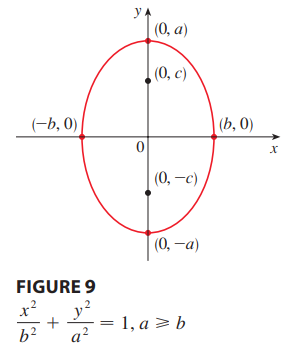 y
(0, a)
(0, c)
(−b, 0)
(b, 0)
0
x
(0, −c)
(0, −a)
FIGURE 9
x²/b² + y²/a² = 1, a ⩾ b